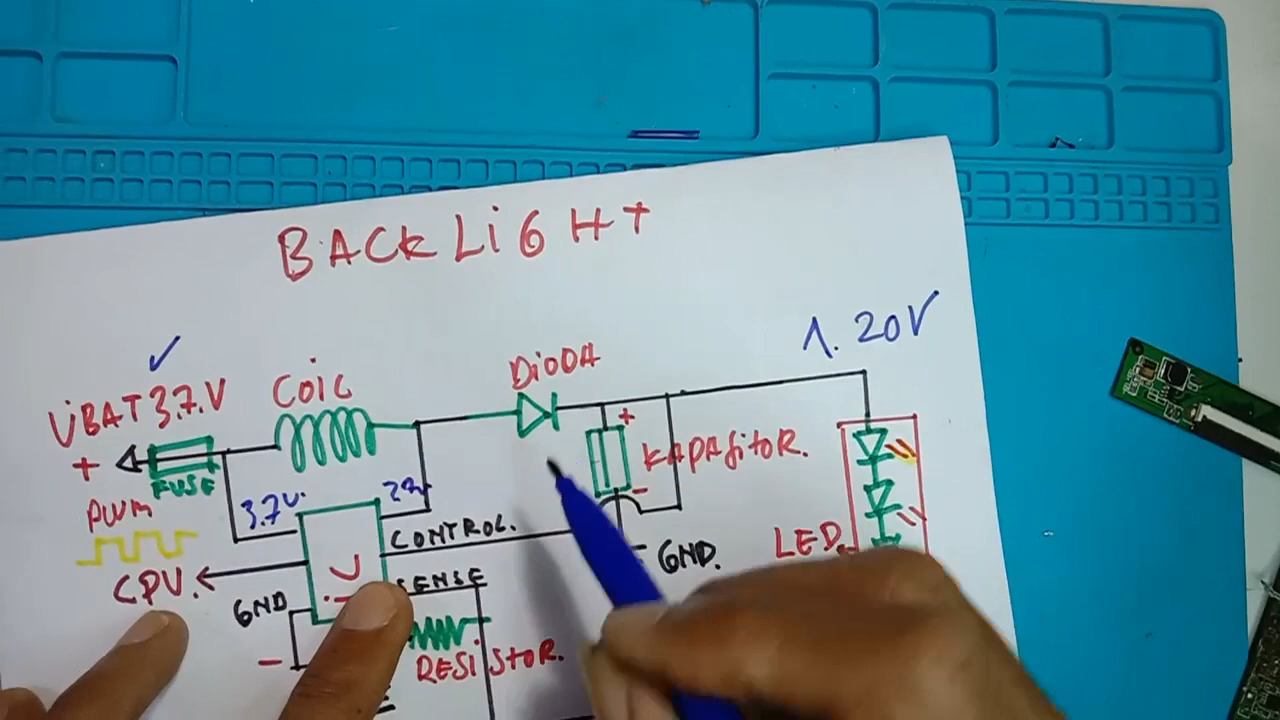 BACKLiGHT
1. 20V
DiODA
COiL
VBAT 3.7.V
+
+
KAPASitoR.
-
FUSE
PWM
3.7V.
CONTROL.
LED.
GND.
CPU.
SENSE
GND
-
RESiStoR.